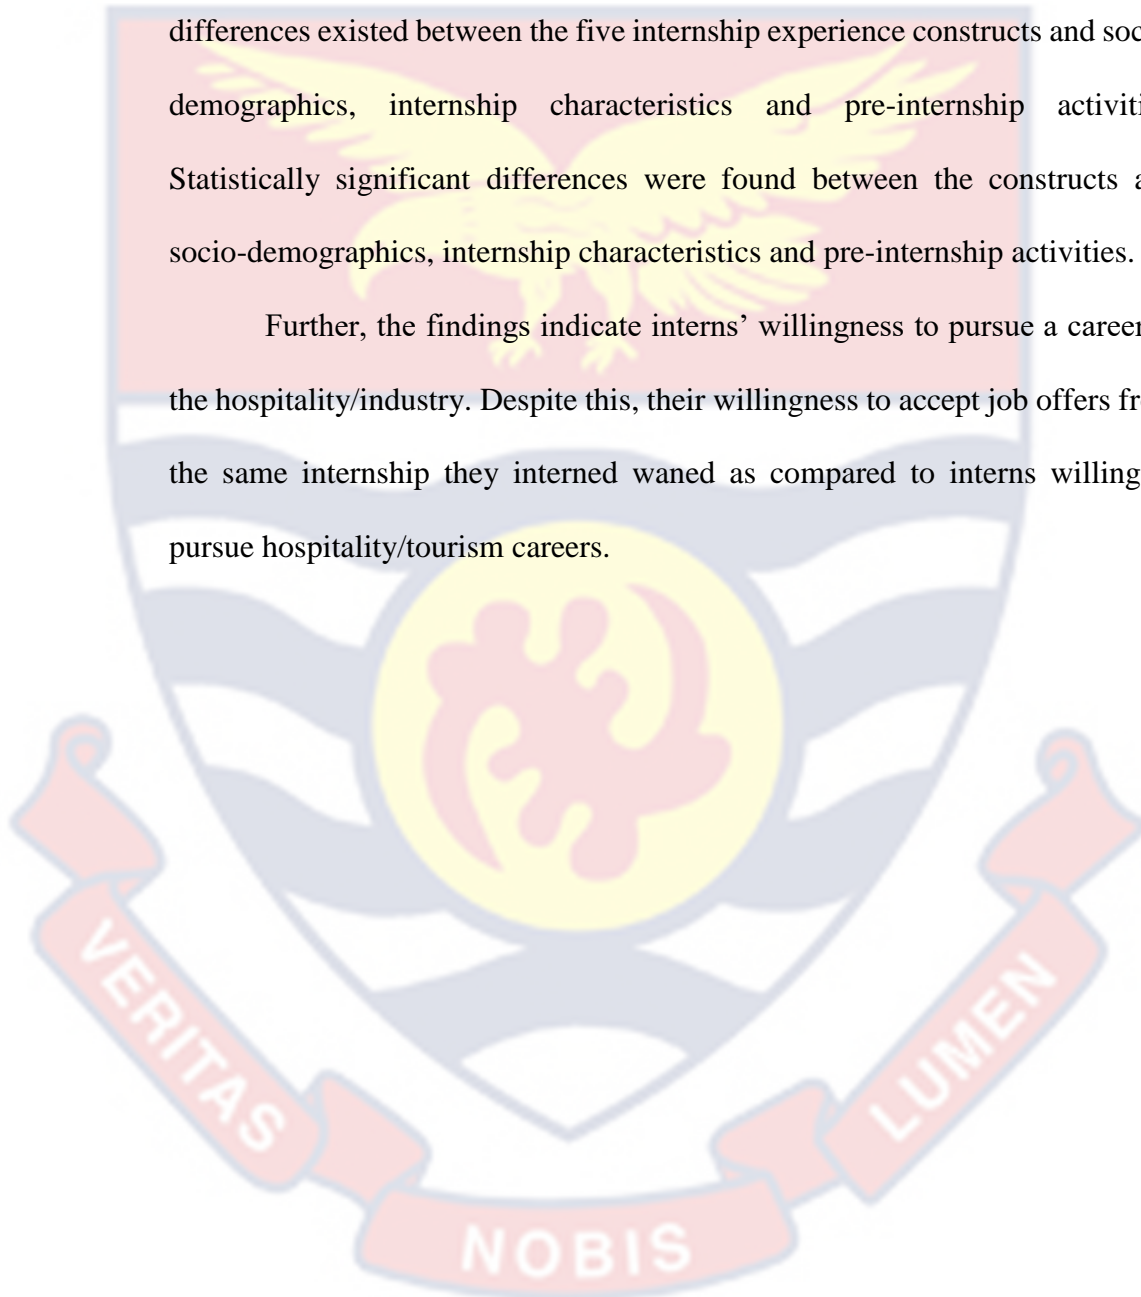 differences existed between the five internship experience constructs and soc
demographics, internship characteristics and pre-internship activiti
Statistically significant differences were found between the constructs a
socio-demographics, internship characteristics and pre-internship activities.
Further, the findings indicate interns’ willingness to pursue a career
the hospitality/industry. Despite this, their willingness to accept job offers fr
the same internship they interned waned as compared to interns willing
pursue hospitality/tourism careers.
VERITAS
NOBIS
LUMEN